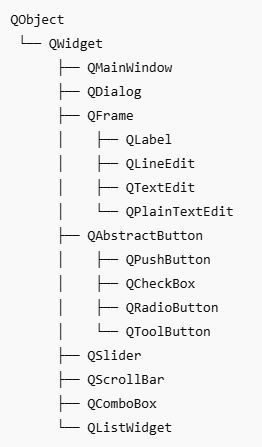 QObject
└── QWidget
├── QMainWindow
├── QDialog
├── QFrame
│   ├── QLabel
│   ├── QLineEdit
│   ├── QTextEdit
│   └── QPlainTextEdit
├── QAbstractButton
│   ├── QPushButton
│   ├── QCheckBox
│   ├── QRadioButton
│   └── QToolButton
├── QSlider
├── QScrollBar
├── QComboBox
└── QListWidget